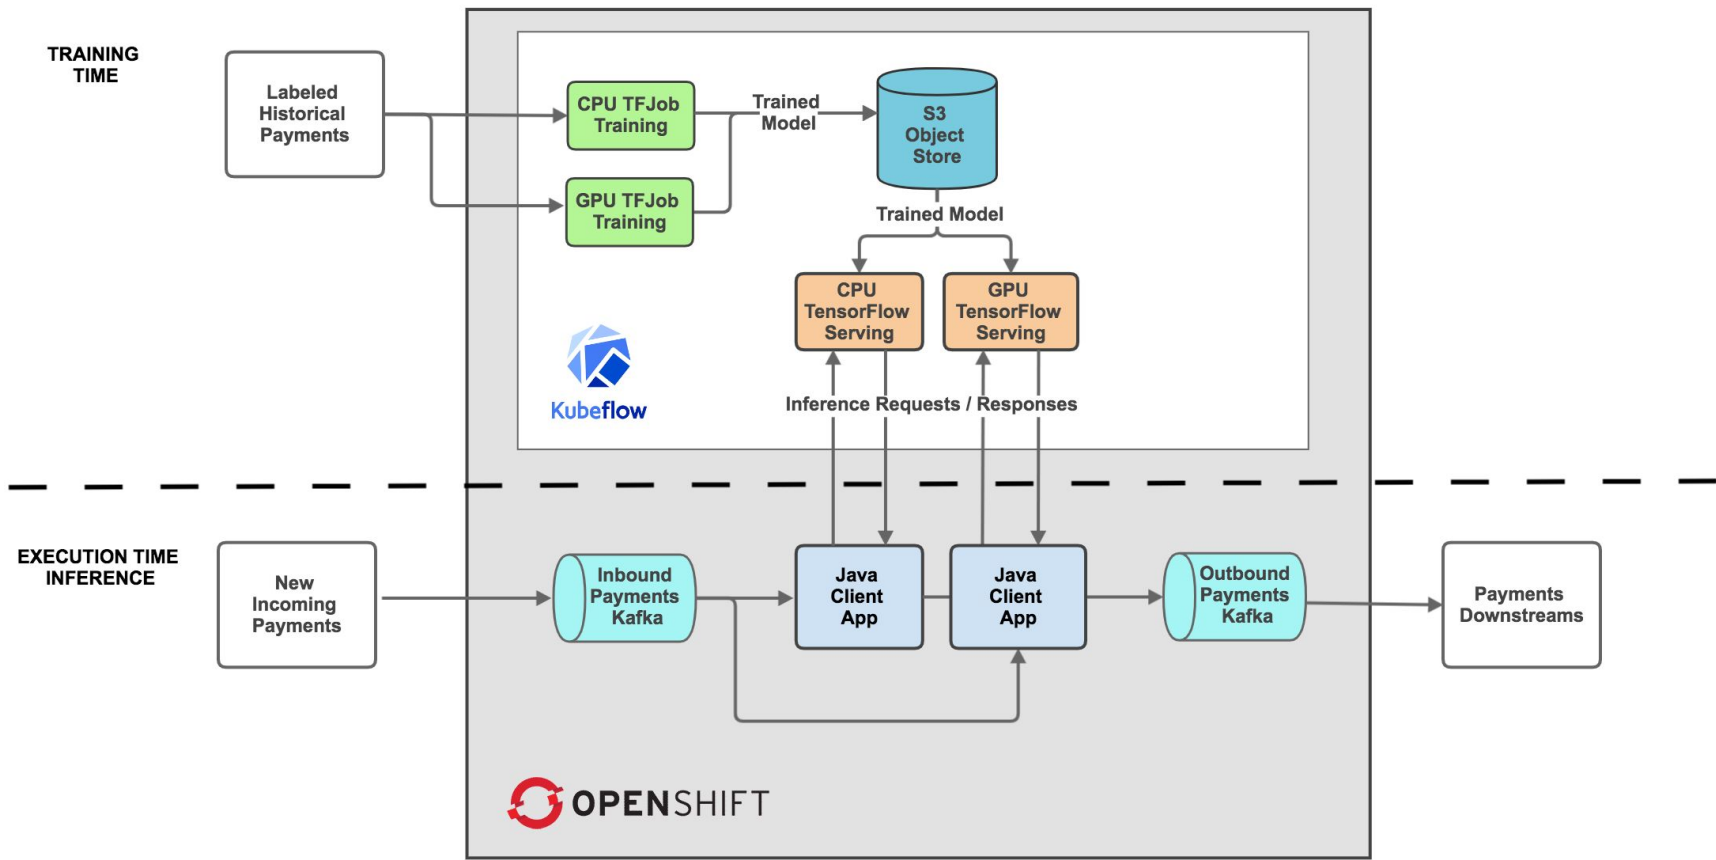 TRAINING
TIME
Labeled
Historical
Payments
CPU TFJob
Training
GPU TFJob
Training
Trained
Model
S3
Object
Store
Trained Model
CPU
TensorFlow
Serving
GPU
TensorFlow
Serving
Kubeflow
Inference Requests / Responses
EXECUTION TIME
INFERENCE
New
Incoming
Payments
Inbound
Payments
Kafka
Java
Client
App
Java
Client
App
Outbound
Payments
Kafka
Payments
Downstreams
OPENSHIFT